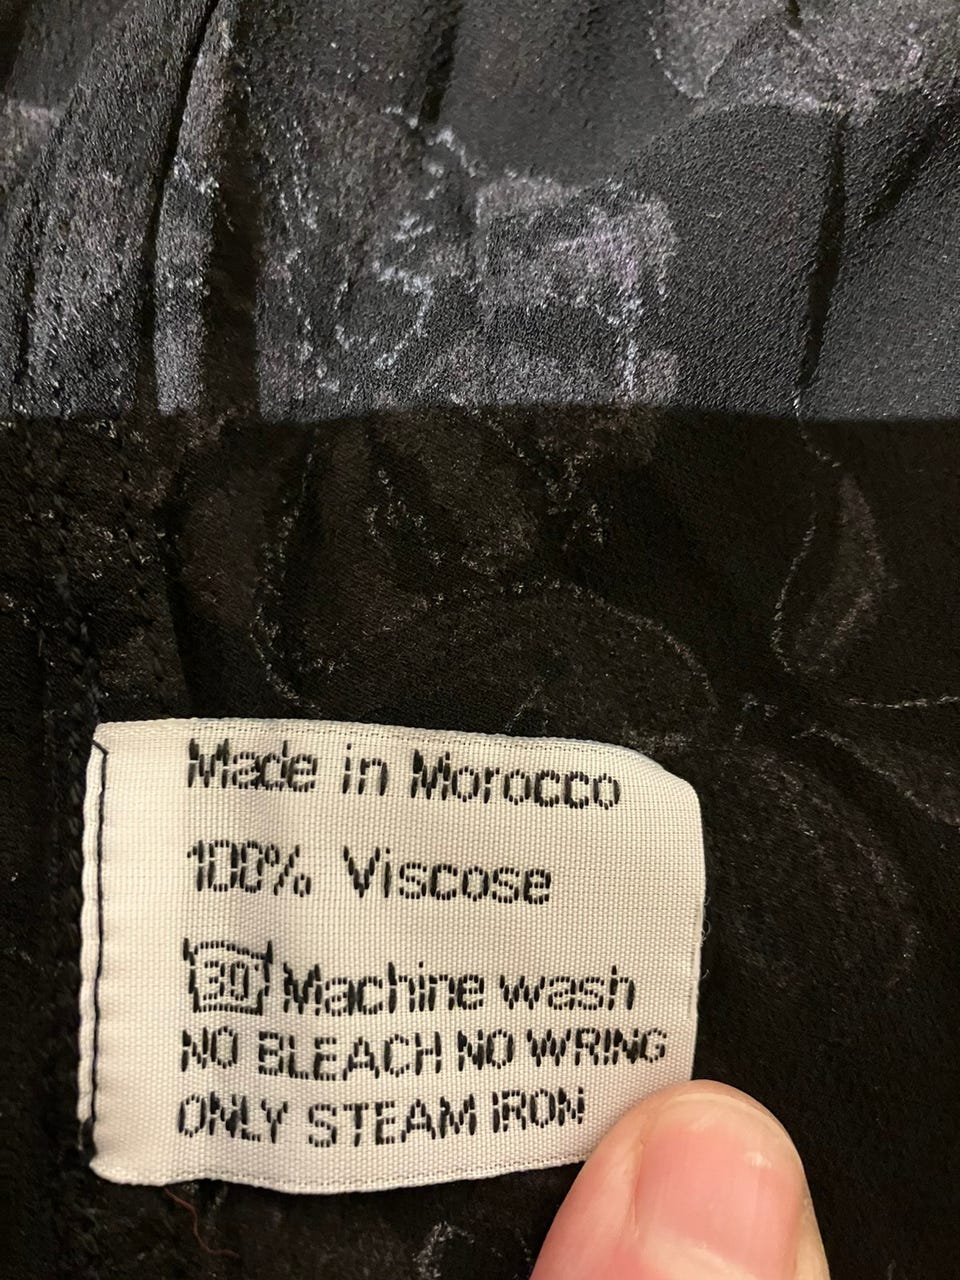 Made in Morocco
100% Viscose
30° Machine wash
NO BLEACH NO WRING
ONLY STEAM IRON